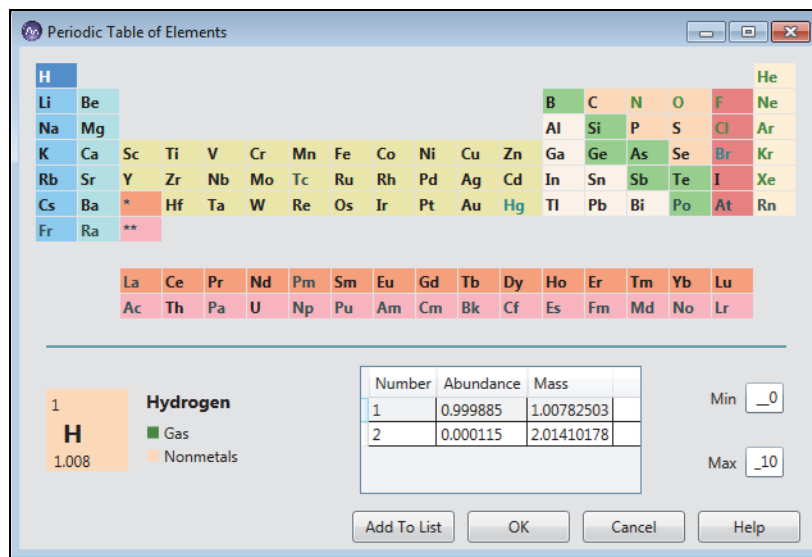 Periodic Table of Elements
H He
Li Be B C N O F Ne
Na Mg Al Si P S Cl Ar
K Ca Sc Ti V Cr Mn Fe Co Ni Cu Zn Ga Ge As Se Br Kr
Rb Sr Y Zr Nb Mo Tc Ru Rh Pd Ag Cd In Sn Sb Te I Xe
Cs Ba * Hf Ta W Re Os Ir Pt Au Hg Tl Pb Bi Po At Rn
Fr Ra **
La Ce Pr Nd Pm Sm Eu Gd Tb Dy Ho Er Tm Yb Lu
Ac Th Pa U Np Pu Am Cm Bk Cf Es Fm Md No Lr
1
H
1.008
Hydrogen
Gas
Nonmetals
Number Abundance Mass
1 0.999885 1.00782503
2 0.000115 2.01410178
Min __0
Max _10
Add To List OK Cancel Help